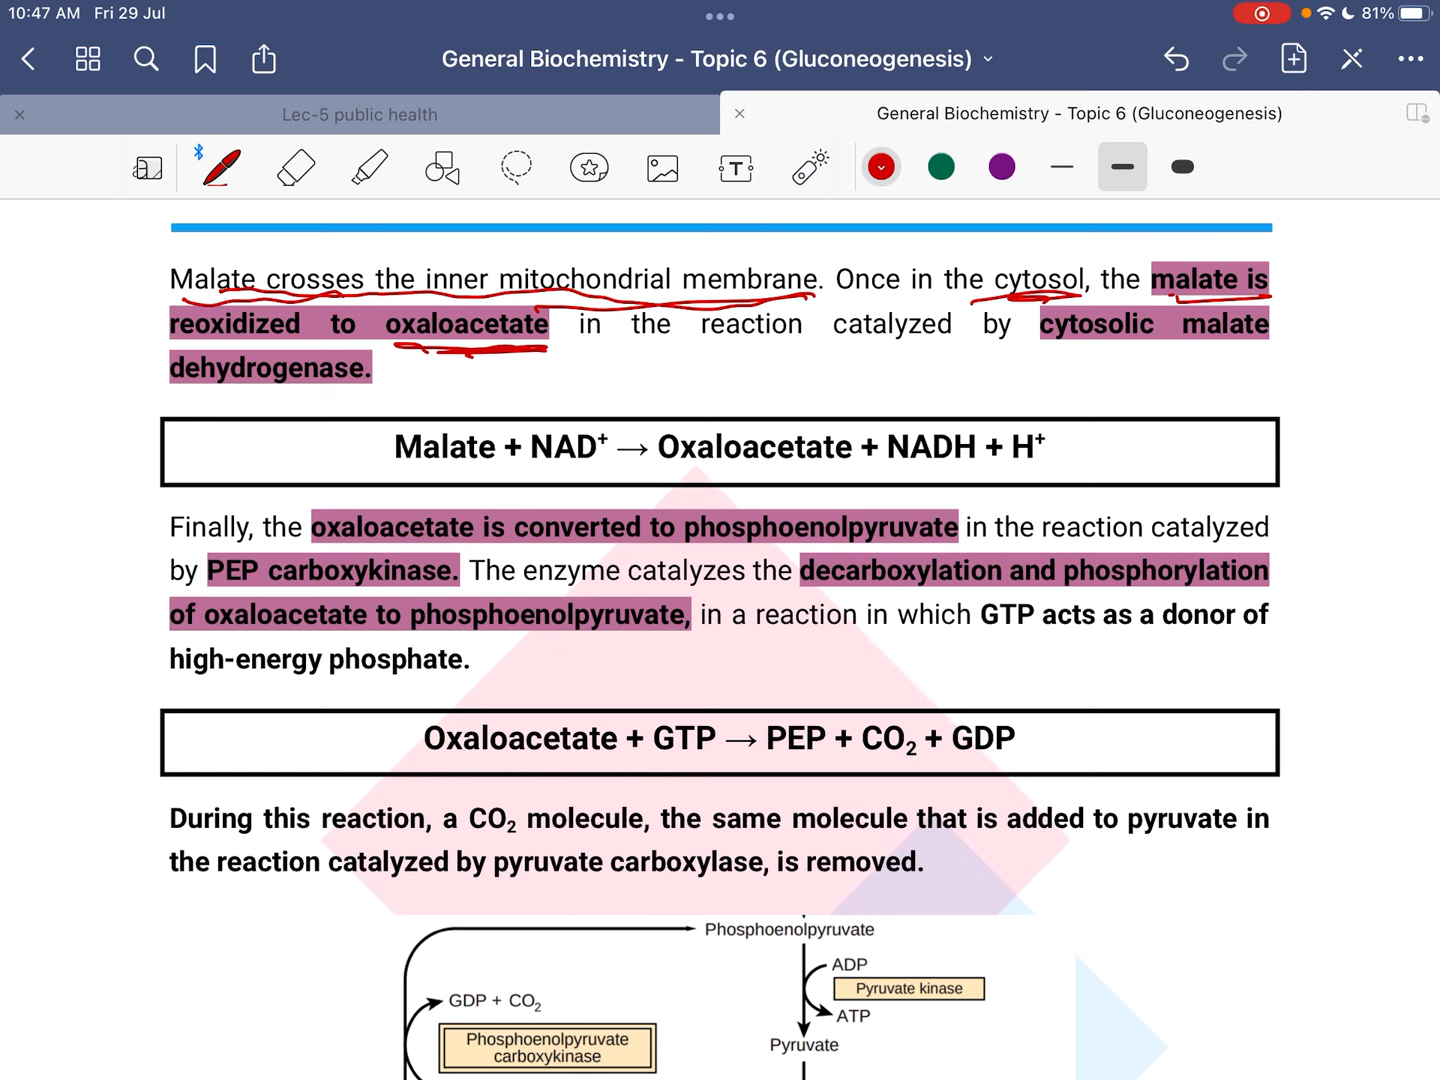 10:47 AM Fri 29 Jul
81%
General Biochemistry - Topic 6 (Gluconeogenesis)
Lec-5 public health
General Biochemistry - Topic 6 (Gluconeogenesis)
Malate crosses the inner mitochondrial membrane. Once in the cytosol, the malate is
reoxidized to oxaloacetate in the reaction catalyzed by cytosolic malate
dehydrogenase.
Malate + NAD⁺ → Oxaloacetate + NADH + H⁺
Finally, the oxaloacetate is converted to phosphoenolpyruvate in the reaction catalyzed
by PEP carboxykinase. The enzyme catalyzes the decarboxylation and phosphorylation
of oxaloacetate to phosphoenolpyruvate, in a reaction in which GTP acts as a donor of
high-energy phosphate.
Oxaloacetate + GTP → PEP + CO₂ + GDP
During this reaction, a CO₂ molecule, the same molecule that is added to pyruvate in
the reaction catalyzed by pyruvate carboxylase, is removed.
Phosphoenolpyruvate
ADP
Pyruvate kinase
GDP + CO₂
ATP
Phosphoenolpyruvate
carboxykinase
Pyruvate